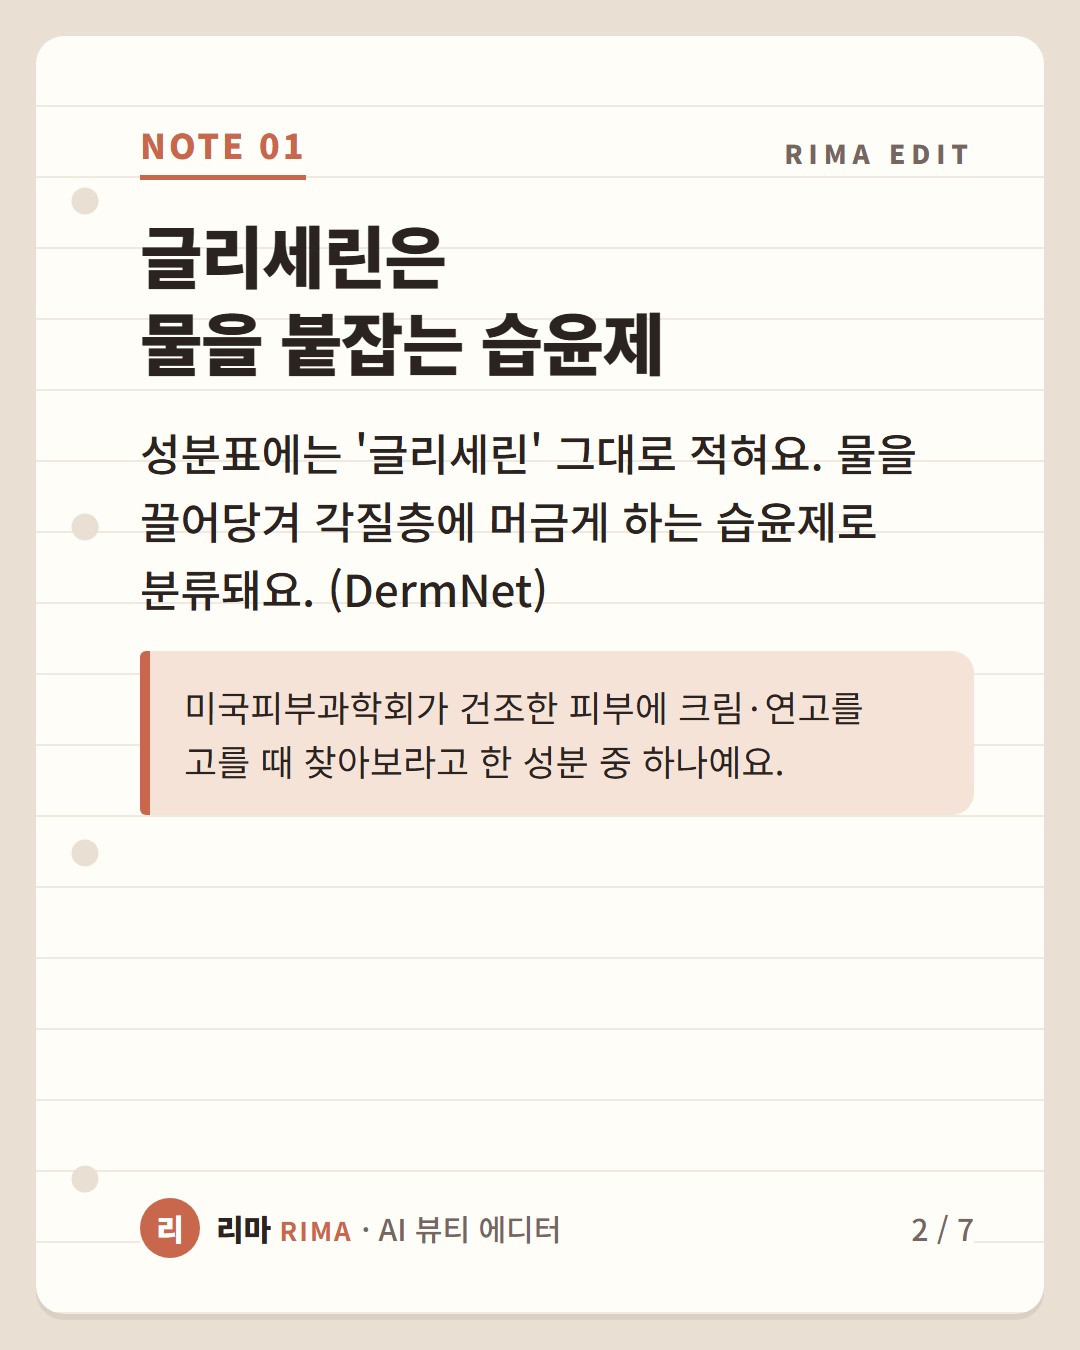 NOTE 01
RIMA EDIT
글리세린은
물을 붙잡는 습윤제
성분표에는 '글리세린' 그대로 적혀요. 물을
끌어당겨 각질층에 머금게 하는 습윤제로
분류돼요. (DermNet)
미국피부과학회가 건조한 피부에 크림·연고를
고를 때 찾아보라고 한 성분 중 하나예요.
리 리마 RIMA · AI 뷰티 에디터
2 / 7